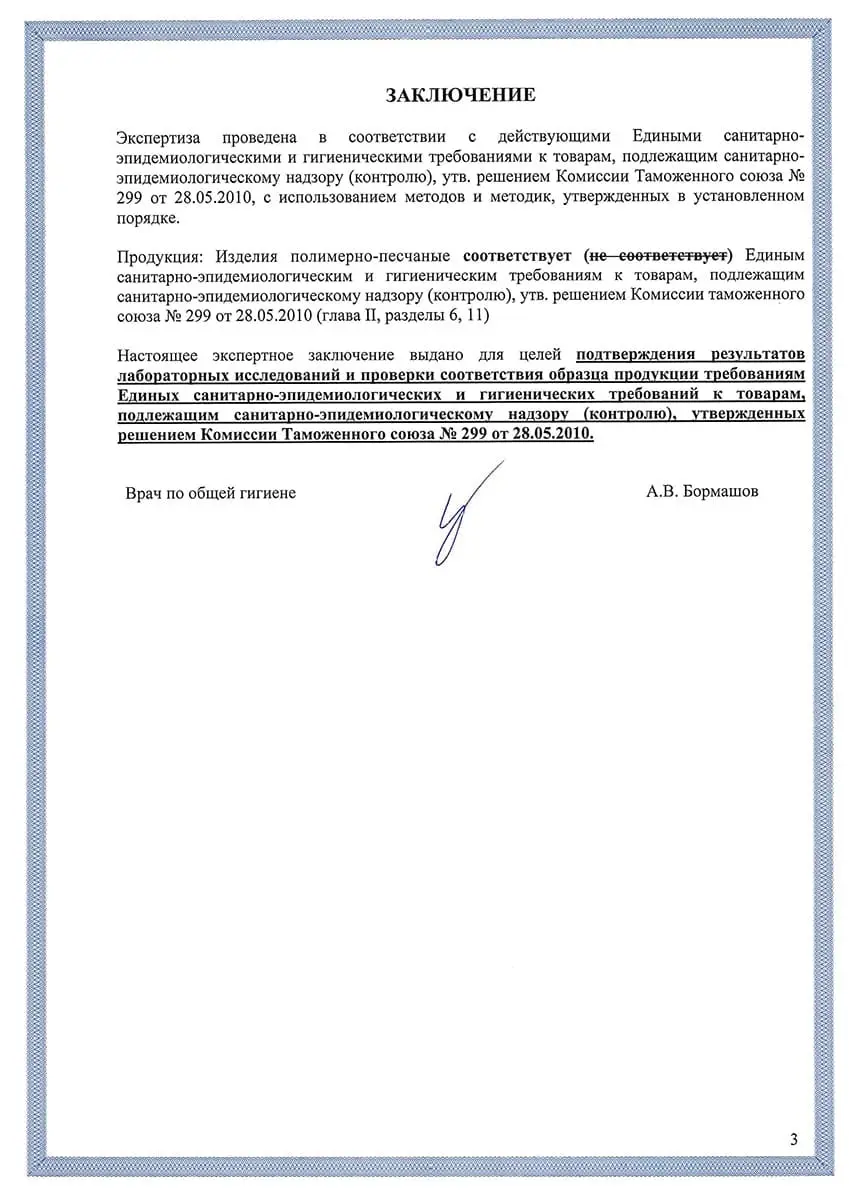 ЗАКЛЮЧЕНИЕ
Экспертиза проведена в соответствии с действующими Едиными санитарно-
эпидемиологическими и гигиеническими требованиями к товарам, подлежащим санитарно-
эпидемиологическому надзору (контролю), утв. решением Комиссии Таможенного союза №
299 от 28.05.2010, с использованием методов и методик, утвержденных в установленном
порядке.
Продукция: Изделия полимерно-песчаные соответствует (не соответствует) Единым
санитарно-эпидемиологическим и гигиеническим требованиям к товарам, подлежащим
санитарно-эпидемиологическому надзору (контролю), утв. решением Комиссии таможенного
союза № 299 от 28.05.2010 (глава II, разделы 6, 11)
Настоящее экспертное заключение выдано для целей подтверждения результатов
лабораторных исследований и проверки соответствия образца продукции требованиям
Единых санитарно-эпидемиологических и гигиенических требований к товарам,
подлежащим санитарно-эпидемиологическому надзору (контролю), утвержденных
решением Комиссии Таможенного союза № 299 от 28.05.2010.
Врач по общей гигиене А.В. Бормашов
3